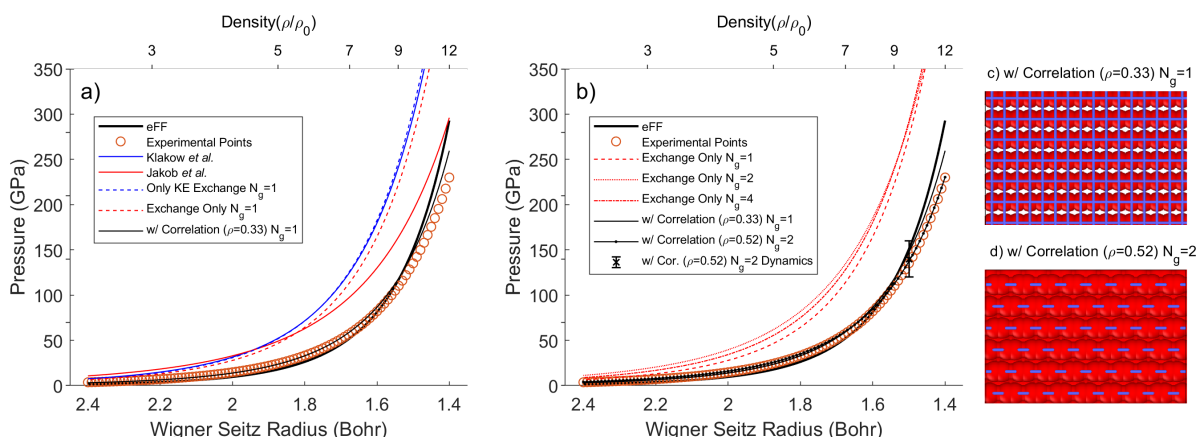 Density(ρ/ρ0)
3 5 7 9 12
350
300
250
200
150
100
50
0
Pressure (GPa)
a)
eFF
Experimental Points
Klakow et al.
Jakob et al.
Only KE Exchange Ng=1
Exchange Only Ng=1
w/ Correlation (ρ=0.33) Ng=1
2.4 2.2 2 1.8 1.6 1.4
Wigner Seitz Radius (Bohr)
Density(ρ/ρ0)
3 5 7 9 12
350
300
250
200
150
100
50
0
Pressure (GPa)
b)
eFF
Experimental Points
Exchange Only Ng=1
Exchange Only Ng=2
Exchange Only Ng=4
w/ Correlation (ρ=0.33) Ng=1
w/ Correlation (ρ=0.52) Ng=2
w/ Cor. (ρ=0.52) Ng=2 Dynamics
2.4 2.2 2 1.8 1.6 1.4
Wigner Seitz Radius (Bohr)
c) w/ Correlation (ρ=0.33) Ng=1
d) w/ Correlation (ρ=0.52) Ng=2